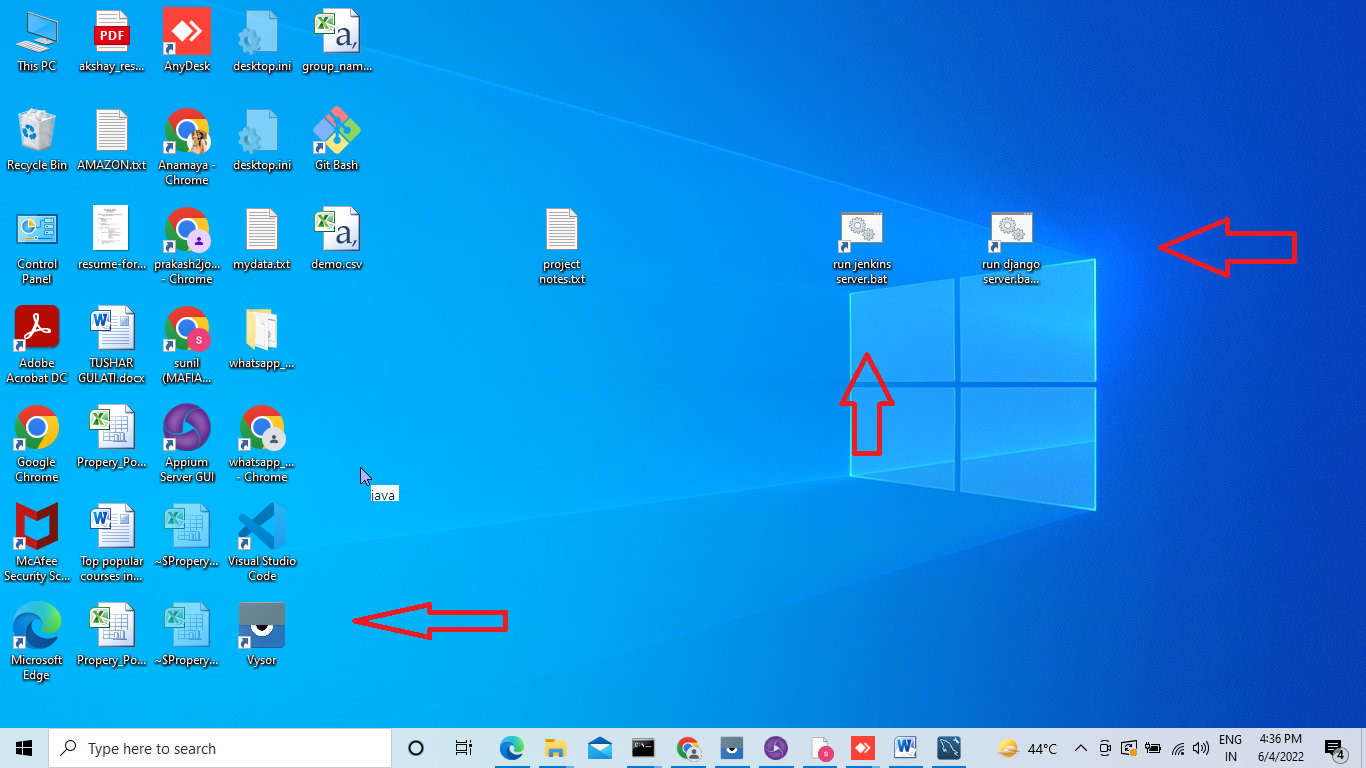 This PC
akshay_res...
AnyDesk
desktop.ini
group_nam...
PDF
a,
Recycle Bin
AMAZON.txt
Anamaya -
Chrome
desktop.ini
Git Bash
Control
Panel
resume-for...
prakash2jo...
- Chrome
mydata.txt
a,
demo.csv
project
notes.txt
run jenkins
server.bat
run django
server.ba...
Adobe
Acrobat DC
TUSHAR
GULATI.docx
S
sunil
(MAFIA...
whatsapp_...
Google
Chrome
Propery_Po...
Appium
Server GUI
whatsapp_...
- Chrome
java
McAfee
Security Sc...
Top popular
courses in...
~$Propery...
Visual Studio
Code
Microsoft
Edge
Propery_Po...
~$Propery...
Vysor
Type here to search
44°C
ENG
IN
4:36 PM
6/4/2022
4